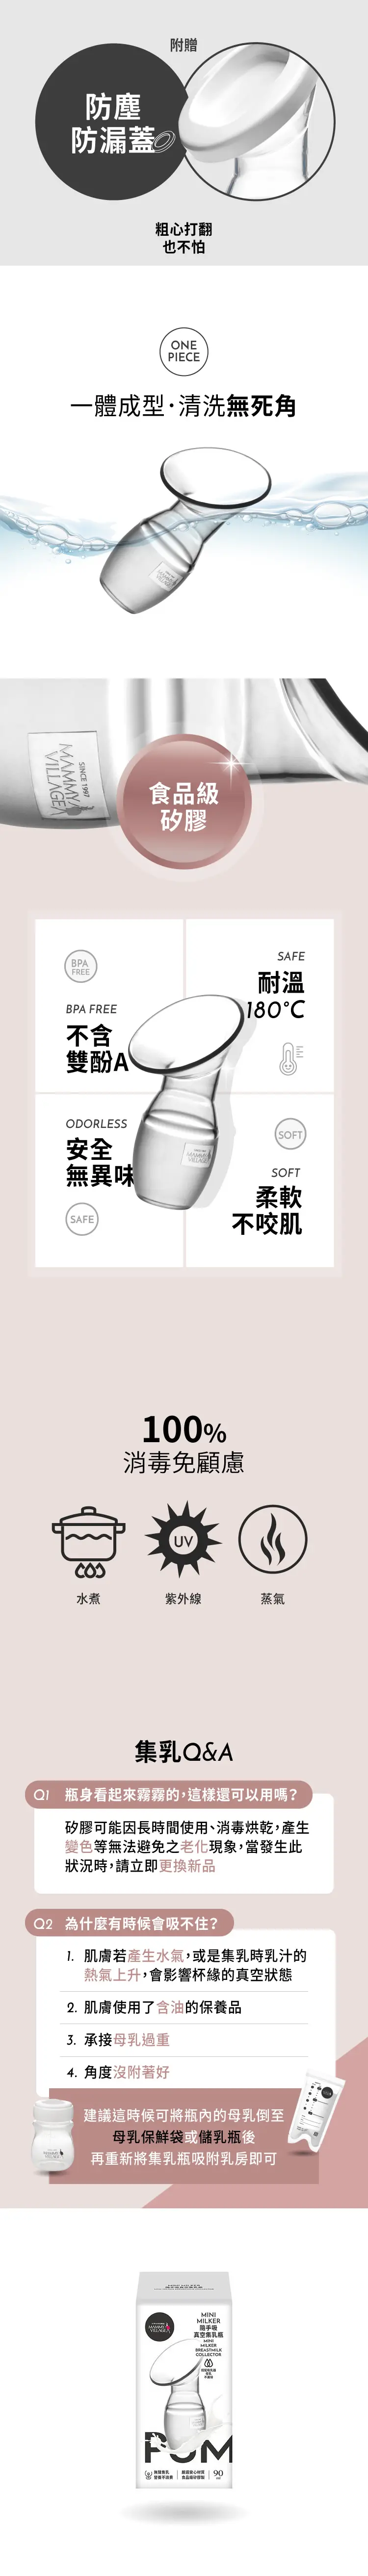 附贈
防塵
防漏蓋
粗心打翻
也不怕
ONE
PIECE
一體成型·清洗無死角
MAMMY
VILLAGE
SINCE 1997
MAMMY
VILLAGE
食品級
矽膠
BPA
FREE
BPA FREE
不含
雙酚A
SAFE
耐溫
180°C
ODORLESS
安全
無異味
SAFE
MAMMY
VILLAGE
SOFT
SOFT
柔軟
不咬肌
100%
消毒免顧慮
UV
水煮
紫外線
蒸氣
集乳Q&A
Q1 瓶身看起來霧霧的,這樣還可以用嗎?
矽膠可能因長時間使用、消毒烘乾,產生
變色等無法避免之老化現象,當發生此
狀況時,請立即更換新品
Q2 為什麼有時候會吸不住?
1. 肌膚若產生水氣,或是集乳時乳汁的
熱氣上升,會影響杯緣的真空狀態
2. 肌膚使用了含油的保養品
3. 承接母乳過重
4. 角度沒附著好
建議這時候可將瓶內的母乳倒至
母乳保鮮袋或儲乳瓶後
再重新將集乳瓶吸附乳房即可
MAMMY
VILLAGE
MINI
MILKER
隨手吸
真空集乳瓶
MINI
MILKER
BREASTMILK
COLLECTOR
PUM
90